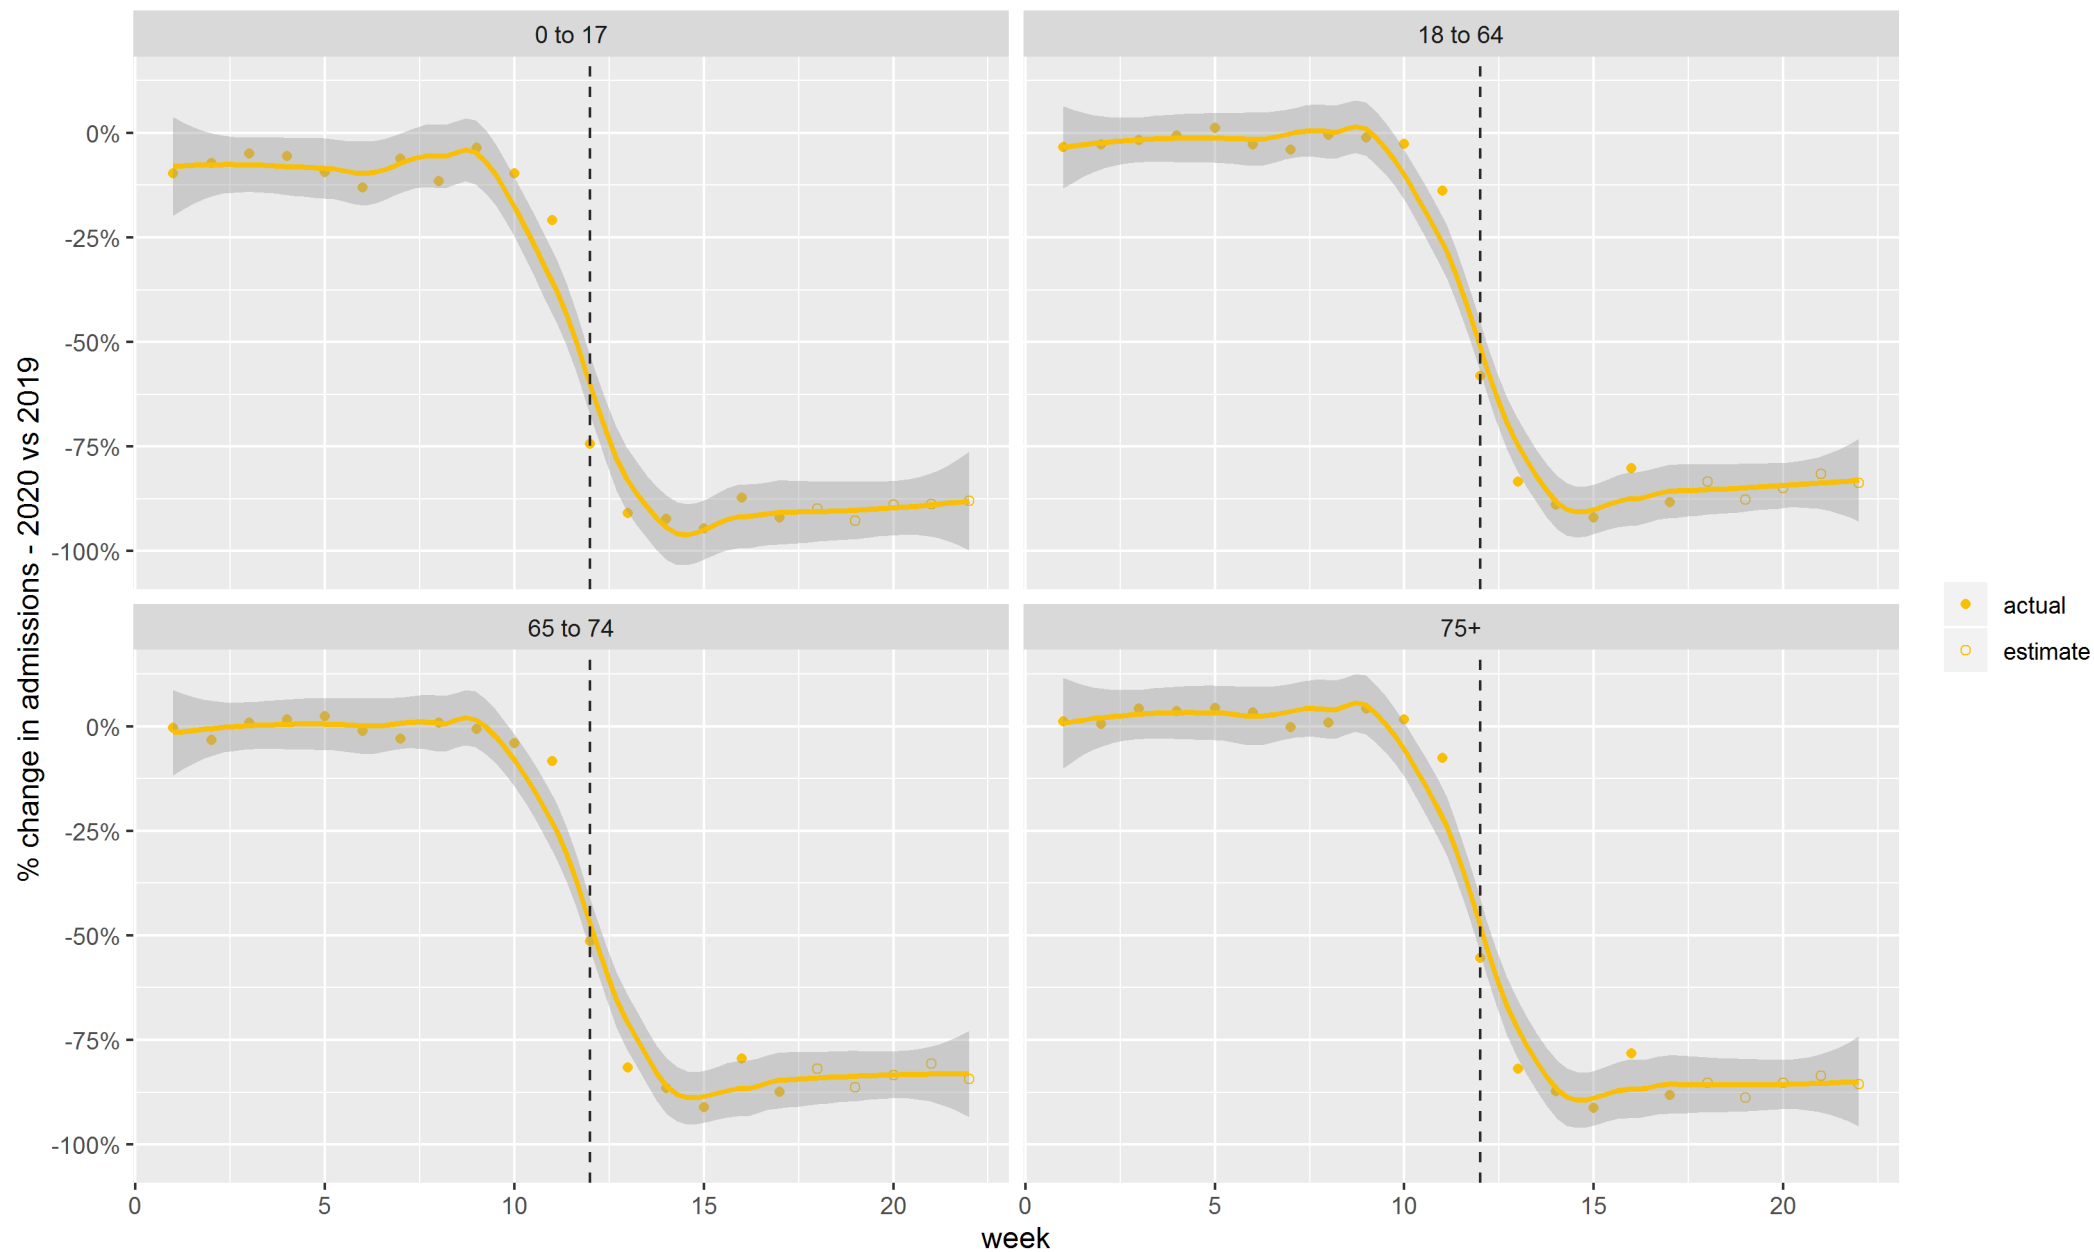 0 to 17
18 to 64
0%
-25%
-50%
-75%
-100%
65 to 74
75+
0%
-25%
-50%
-75%
-100%
0 5 10 15 20
0 5 10 15 20
week
% change in admissions - 2020 vs 2019
actual
estimate